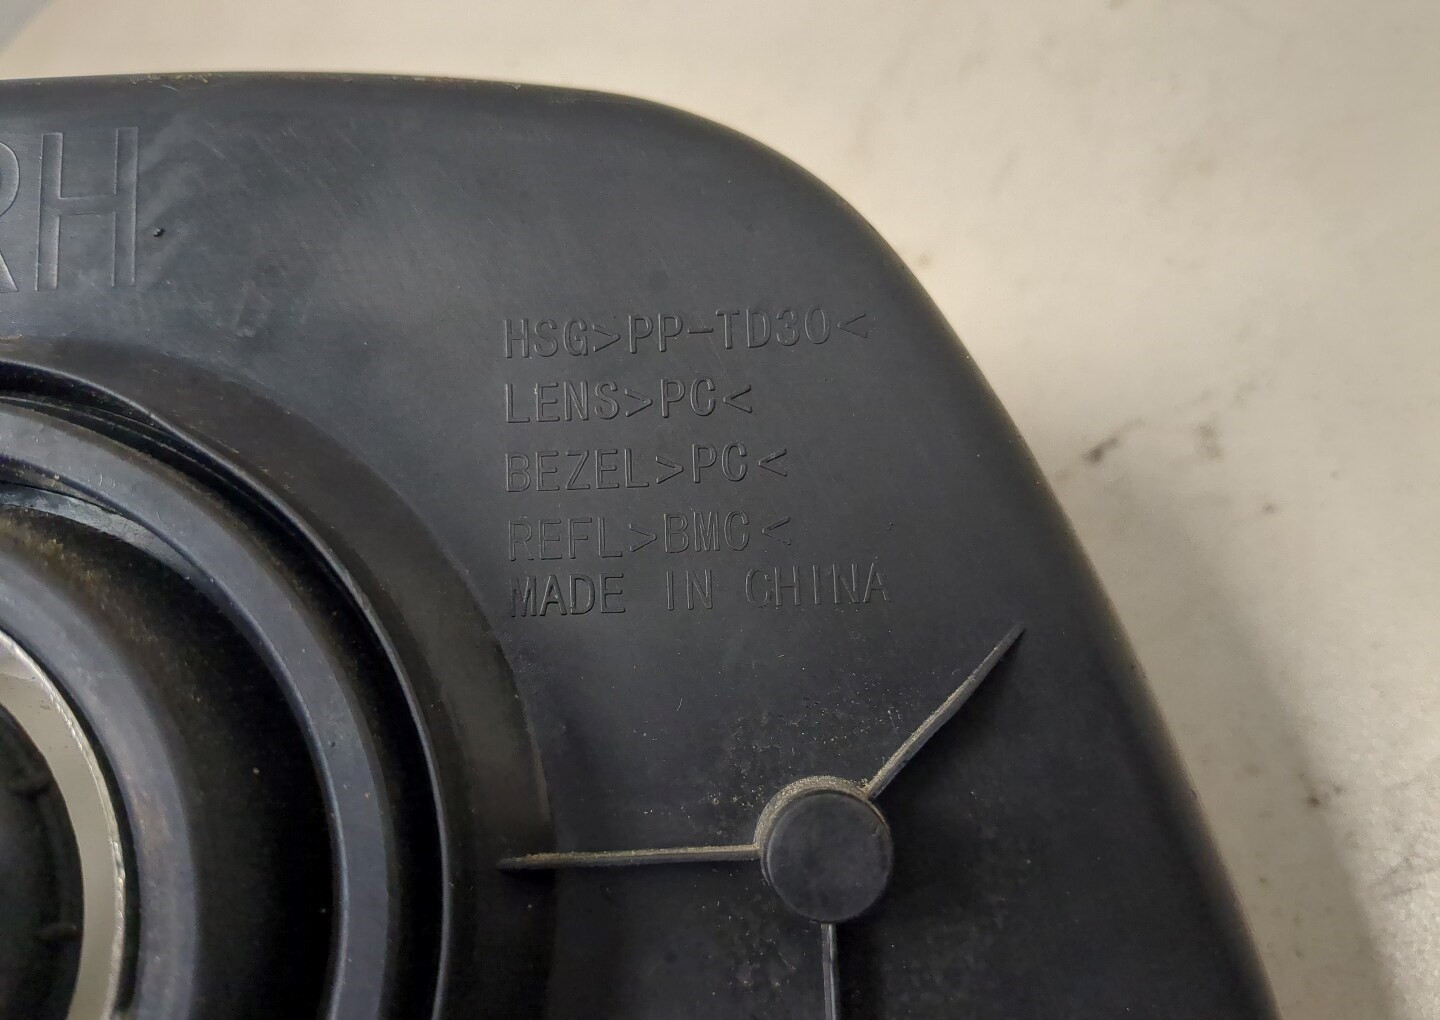 RH
HSG>PP-TD30<
LENS>PC<
BEZEL>PC<
REFL>BMC<
MADE IN CHINA